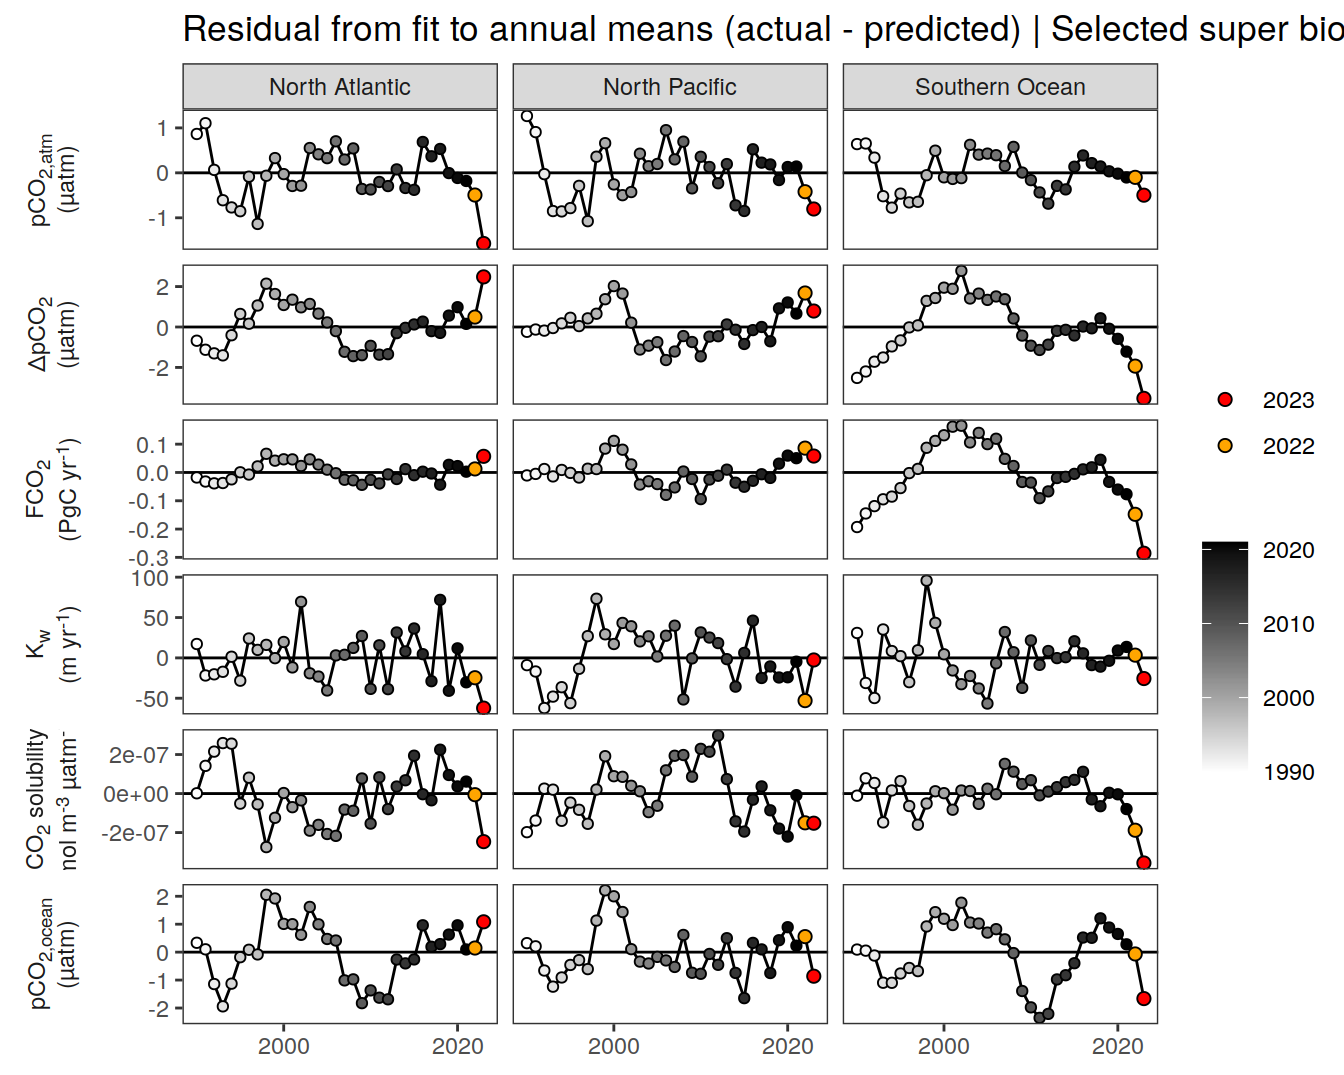 Residual from fit to annual means (actual - predicted) | Selected super bio
North Atlantic
North Pacific
Southern Ocean
pCO2,atm
(µatm)
1
0
-1
ΔpCO2
(µatm)
2
0
-2
FCO2
(PgC yr-1)
0.1
0.0
-0.1
-0.2
-0.3
Kw
(m yr-1)
100
50
0
-50
CO2 solubility
nol m-3 µatm-
2e-07
0e+00
-2e-07
pCO2,ocean
(µatm)
2
1
0
-1
-2
2000
2020
2000
2020
2000
2020
2023
2022
2020
2010
2000
1990